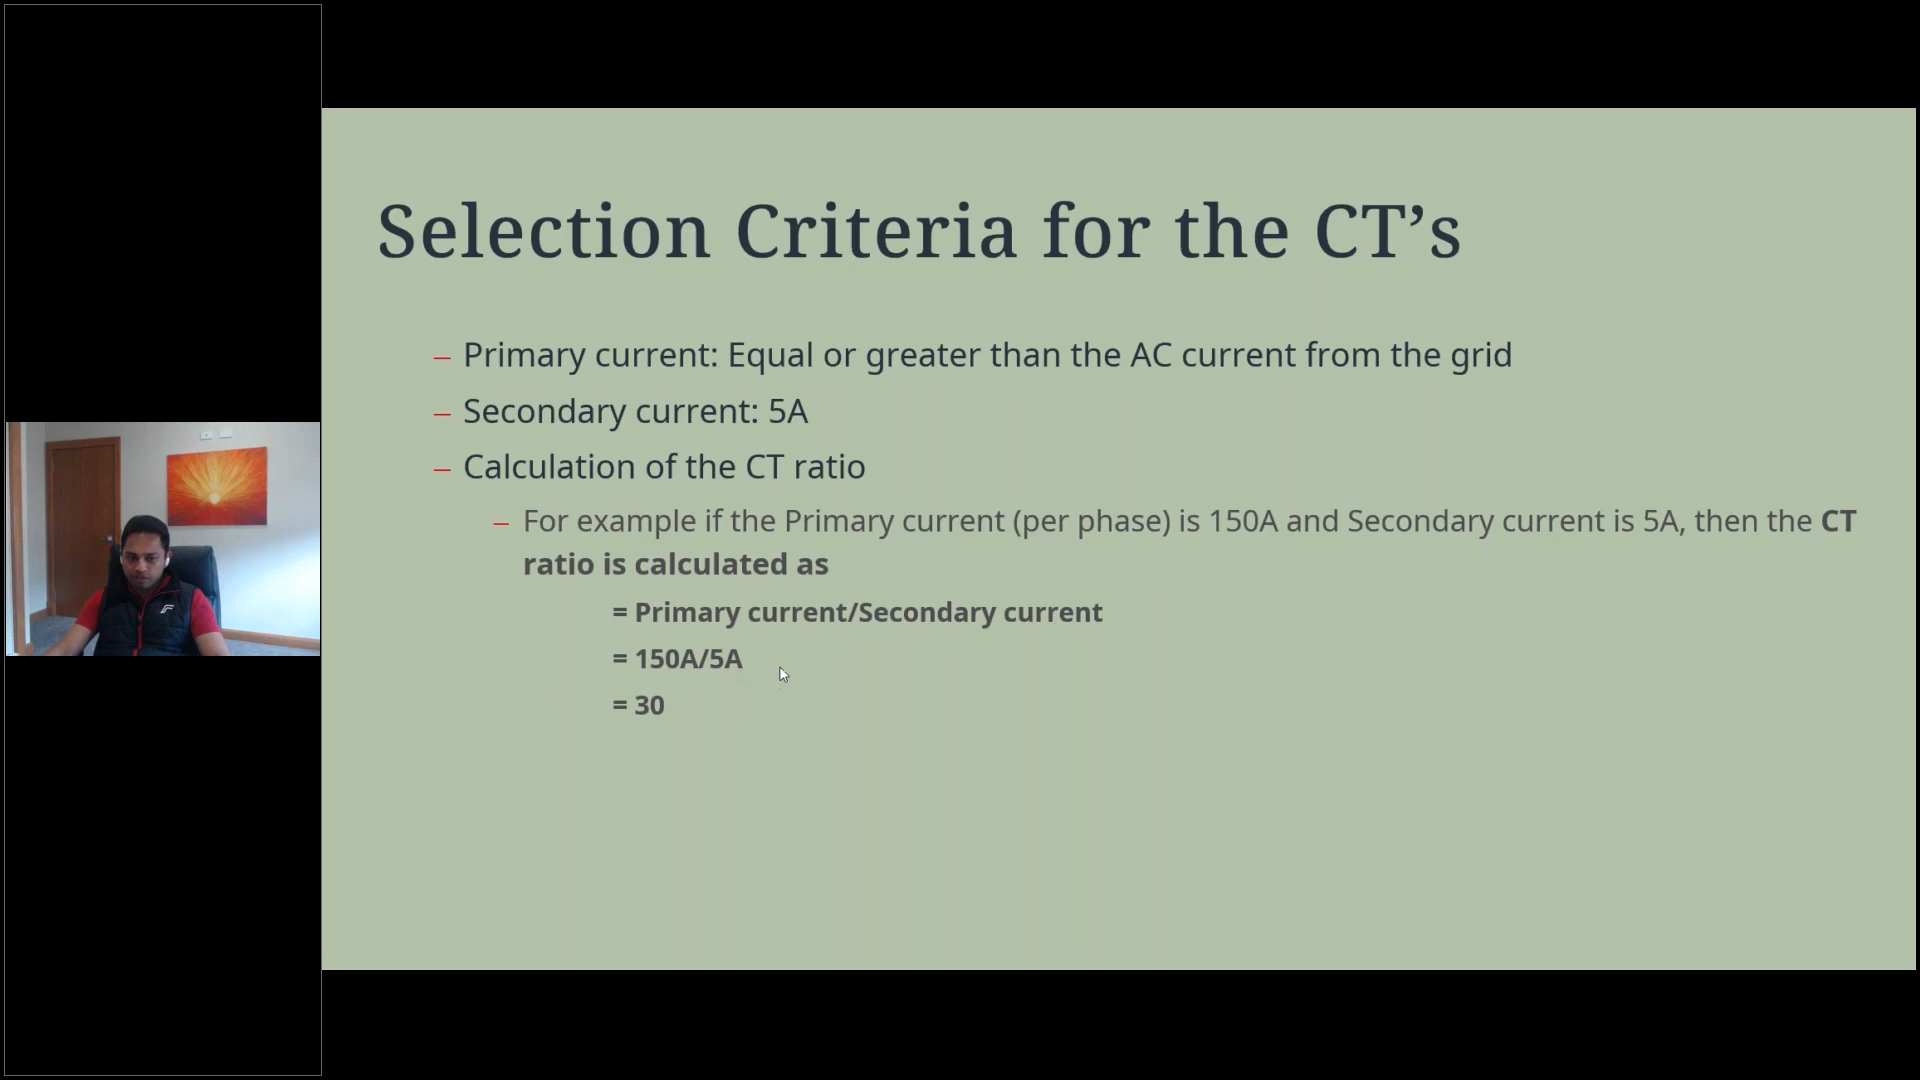 Selection Criteria for the CT’s
– Primary current: Equal or greater than the AC current from the grid
– Secondary current: 5A
– Calculation of the CT ratio
– For example if the Primary current (per phase) is 150A and Secondary current is 5A, then the CT
ratio is calculated as
= Primary current/Secondary current
= 150A/5A
= 30